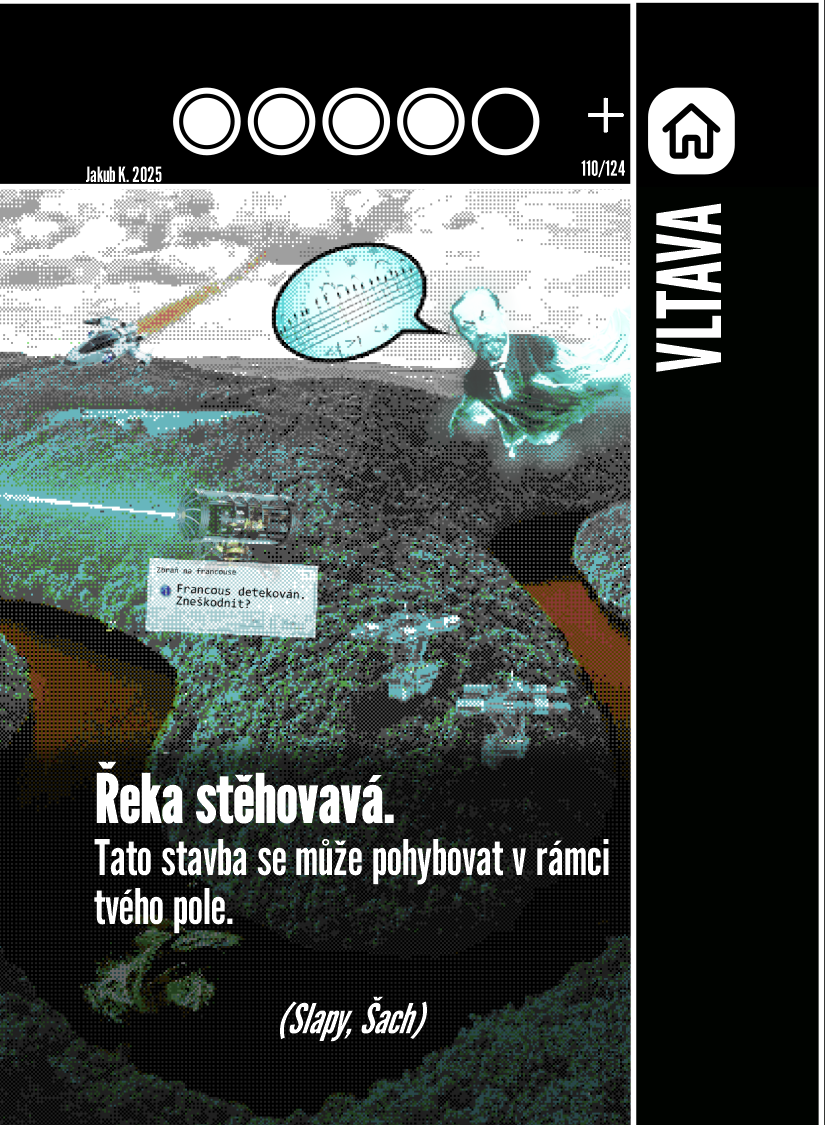 Jakub K. 2025
110/124
VLTAVA
Zbraň na francouse
Francous detekován.
Zneškodnit?
Řeka stěhovavá.
Tato stavba se může pohybovat v rámci
tvého pole.
(Slapy, Šach)